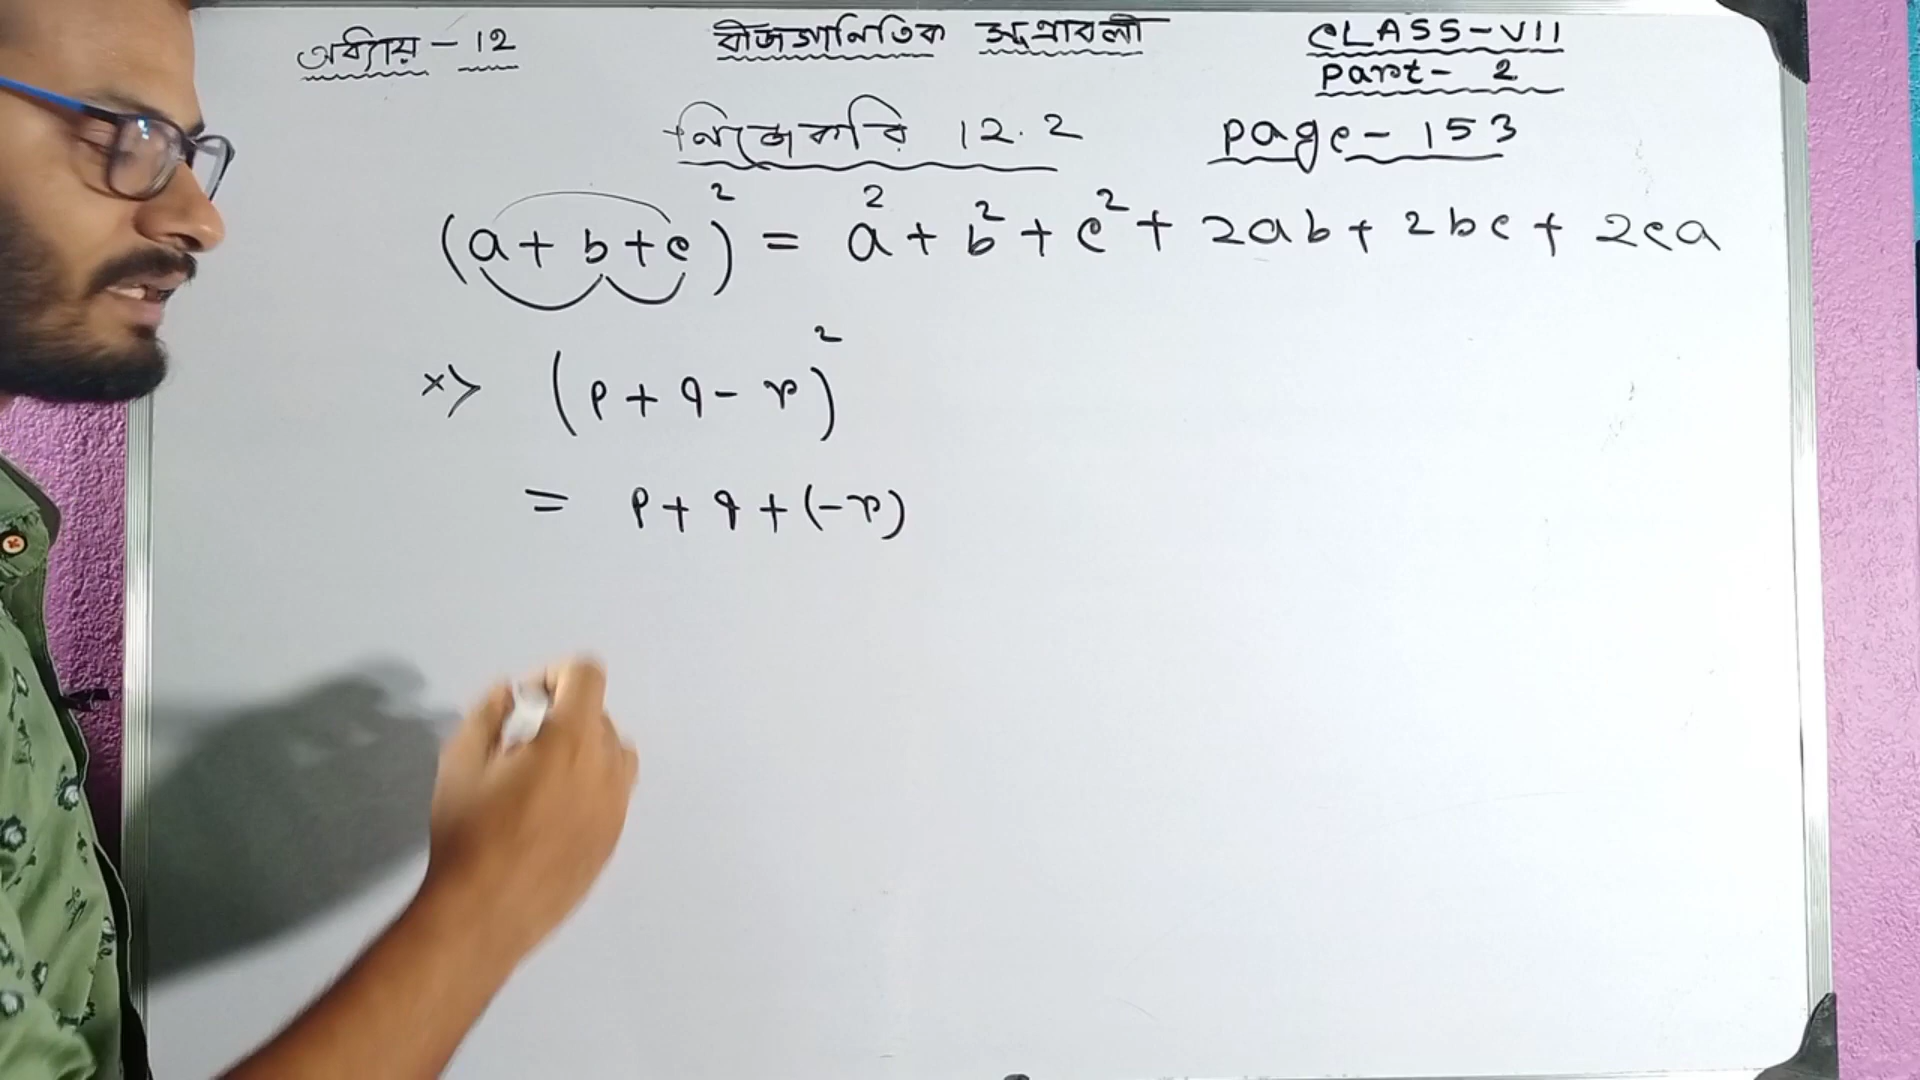 অধ্যায় - 12 বীজগানিতিক সংখ্যাবলী CLASS-VII
Part- 2
নিজে করি 12.2 Page- 153
(a + b + c)² = a² + b² + c² + 2ab + 2bc + 2ca
×> (p + q - r)²
= p + q + (-r)